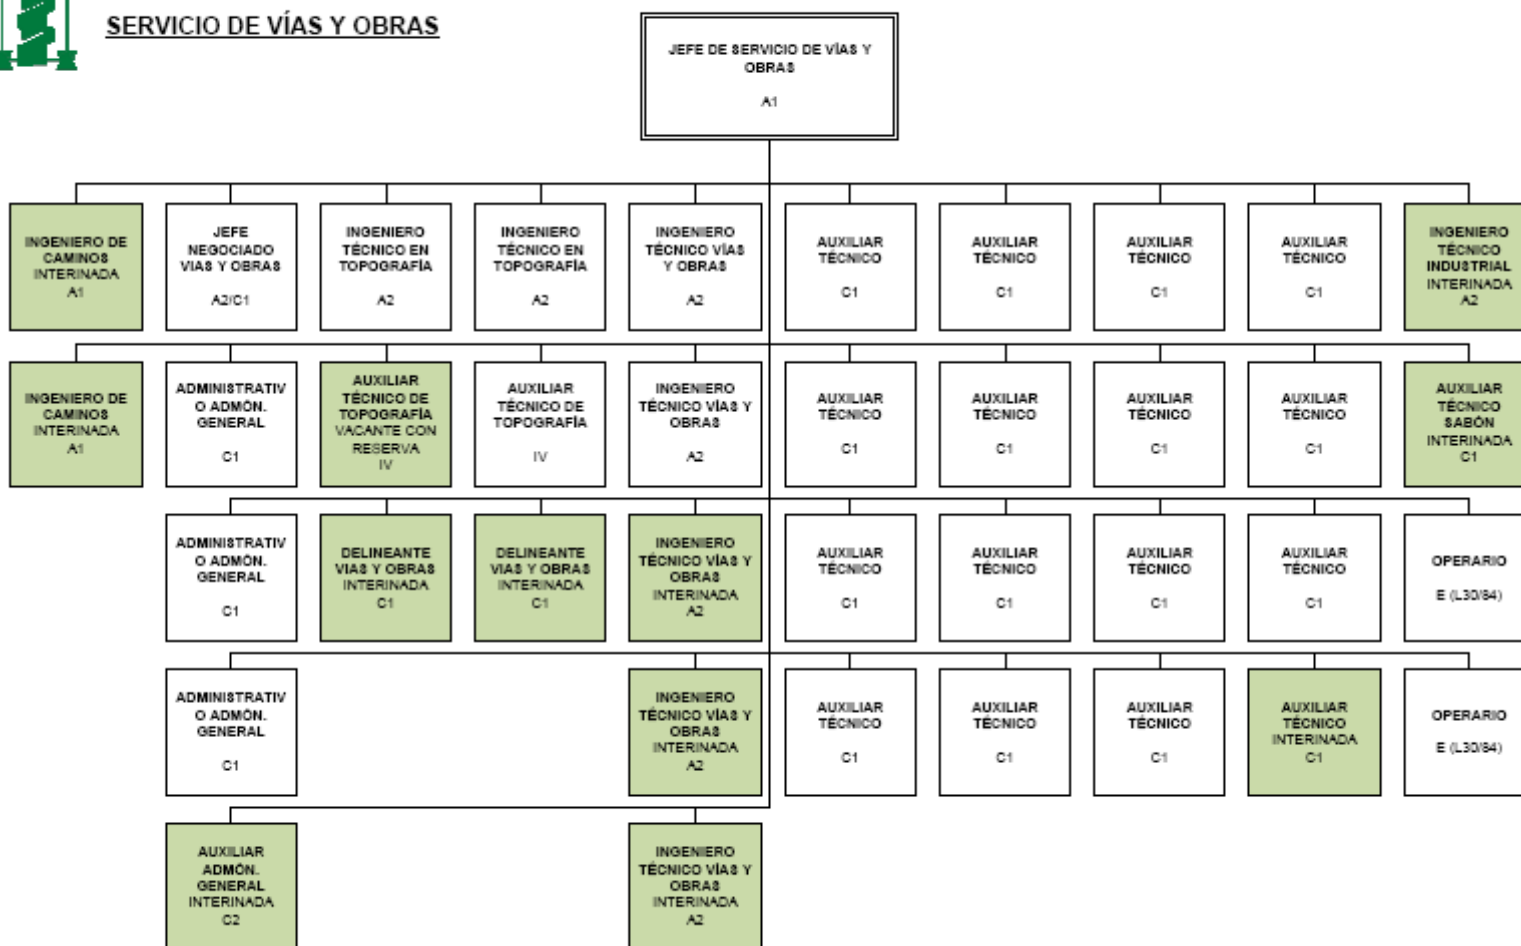 SERVICIO DE VÍAS Y OBRAS
JEFE DE SERVICIO DE VÍAS Y
OBRAS
A1
INGENIERO DE
CAMINOS
INTERINADA
A1
JEFE
NEGOCIADO
VIAS Y OBRAS
A2/C1
INGENIERO
TÉCNICO EN
TOPOGRAFÍA
A2
INGENIERO
TÉCNICO EN
TOPOGRAFÍA
A2
INGENIERO
TÉCNICO VÍAS
Y OBRAS
A2
AUXILIAR
TÉCNICO
C1
AUXILIAR
TÉCNICO
C1
AUXILIAR
TÉCNICO
C1
AUXILIAR
TÉCNICO
C1
INGENIERO
TÉCNICO
INDUSTRIAL
INTERINADA
A2
INGENIERO DE
CAMINOS
INTERINADA
A1
ADMINISTRATIV
O ADMÓN.
GENERAL
C1
AUXILIAR
TÉCNICO DE
TOPOGRAFÍA
VACANTE CON
RESERVA
IV
AUXILIAR
TÉCNICO DE
TOPOGRAFÍA
IV
INGENIERO
TÉCNICO VÍAS Y
OBRAS
A2
AUXILIAR
TÉCNICO
C1
AUXILIAR
TÉCNICO
C1
AUXILIAR
TÉCNICO
C1
AUXILIAR
TÉCNICO
C1
AUXILIAR
TÉCNICO
SABÓN
INTERINADA
C1
ADMINISTRATIV
O ADMÓN.
GENERAL
C1
DELINEANTE
VIAS Y OBRAS
INTERINADA
C1
DELINEANTE
VIAS Y OBRAS
INTERINADA
C1
INGENIERO
TÉCNICO VÍAS Y
OBRAS
INTERINADA
A2
AUXILIAR
TÉCNICO
C1
AUXILIAR
TÉCNICO
C1
AUXILIAR
TÉCNICO
C1
AUXILIAR
TÉCNICO
C1
OPERARIO
E (L30/84)
ADMINISTRATIV
O ADMÓN.
GENERAL
C1
INGENIERO
TÉCNICO VÍAS Y
OBRAS
INTERINADA
A2
AUXILIAR
TÉCNICO
C1
AUXILIAR
TÉCNICO
C1
AUXILIAR
TÉCNICO
C1
AUXILIAR
TÉCNICO
INTERINADA
C1
OPERARIO
E (L30/84)
AUXILIAR
ADMÓN.
GENERAL
INTERINADA
C2
INGENIERO
TÉCNICO VÍAS Y
OBRAS
INTERINADA
A2